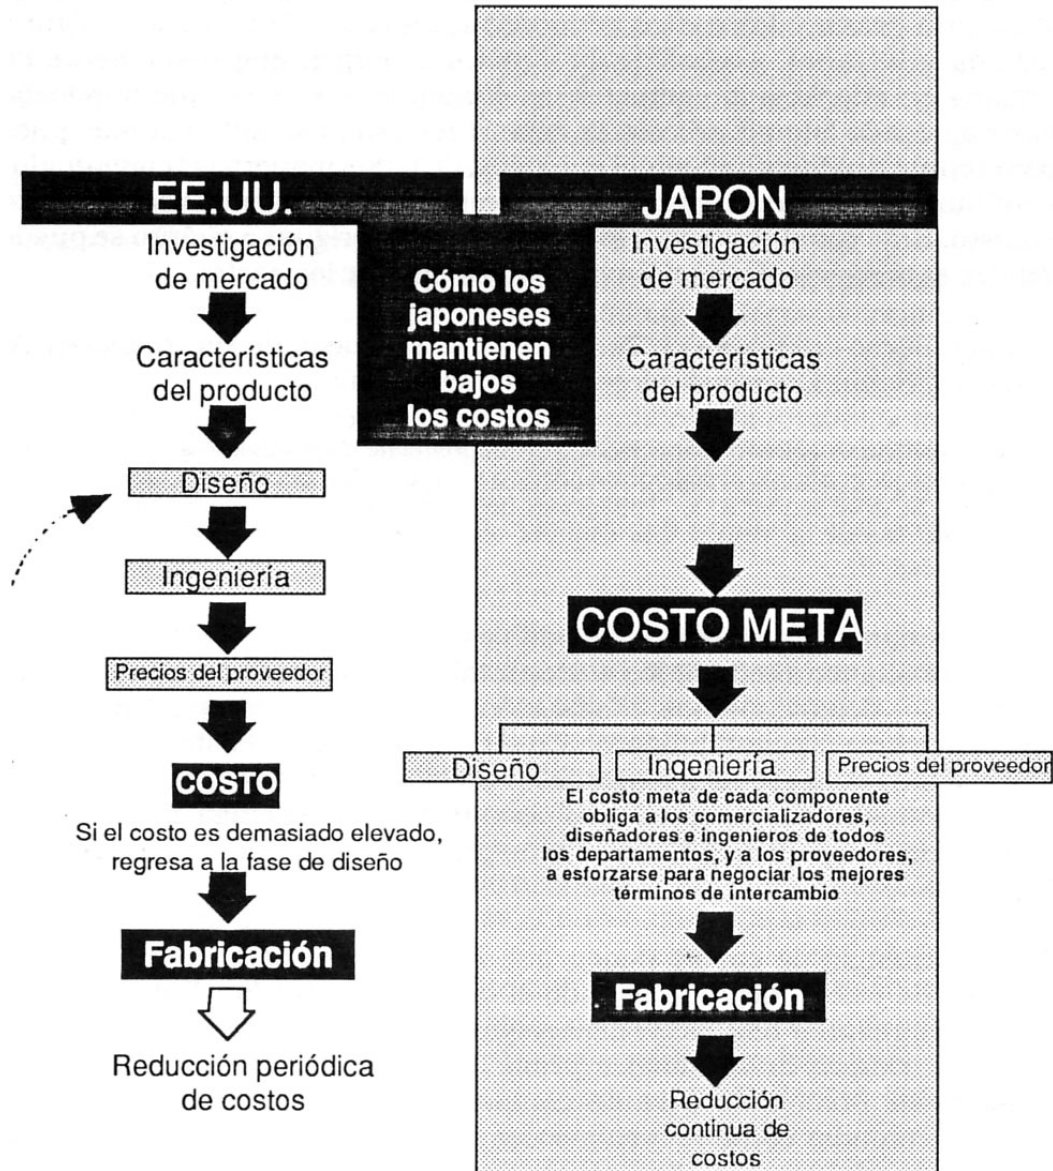 EE.UU.
Investigación
de mercado
Características
del producto
Diseño
Ingeniería
Precios del proveedor
COSTO
Si el costo es demasiado elevado,
regresa a la fase de diseño
Fabricación
Reducción periódica
de costos
Cómo los
japoneses
mantienen
bajos
los costos
JAPON
Investigación
de mercado
Características
del producto
COSTO META
Diseño
Ingeniería
Precios del proveedor
El costo meta de cada componente
obliga a los comercializadores,
diseñadores e ingenieros de todos
los departamentos, y a los proveedores,
a esforzarse para negociar los mejores
términos de intercambio
Fabricación
Reducción
continua de
costos